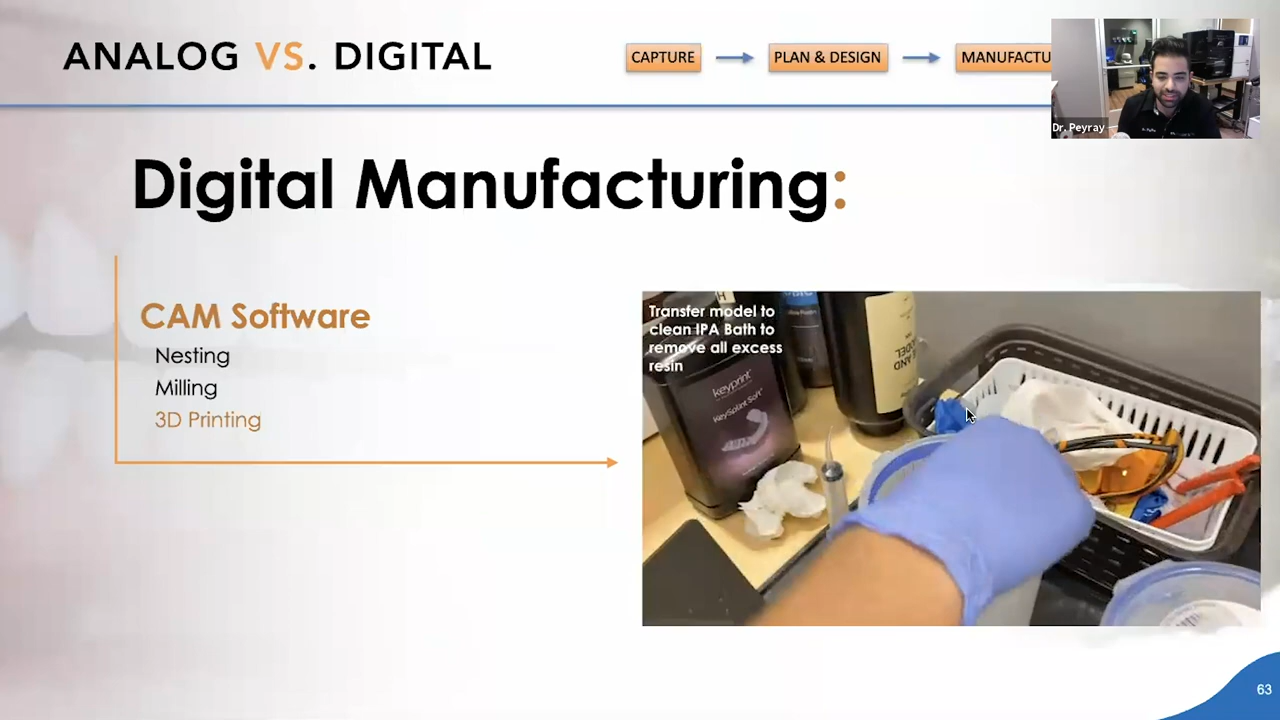 ANALOG VS. DIGITAL
CAPTURE
PLAN & DESIGN
MANUFACTU
Dr. Peyray
Digital Manufacturing:
CAM Software
Nesting
Milling
3D Printing
Transfer model to
clean IPA Bath to
remove all excess
resin
keyprint
KeySplint Soft
MODEL
63